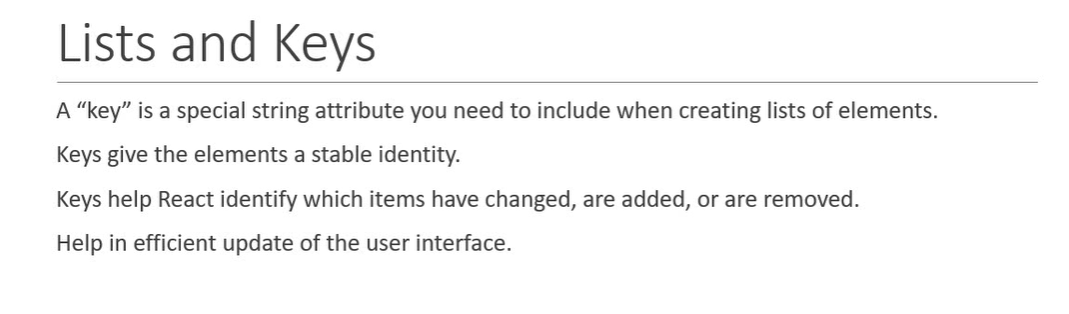 Lists and Keys
A “key” is a special string attribute you need to include when creating lists of elements.
Keys give the elements a stable identity.
Keys help React identify which items have changed, are added, or are removed.
Help in efficient update of the user interface.